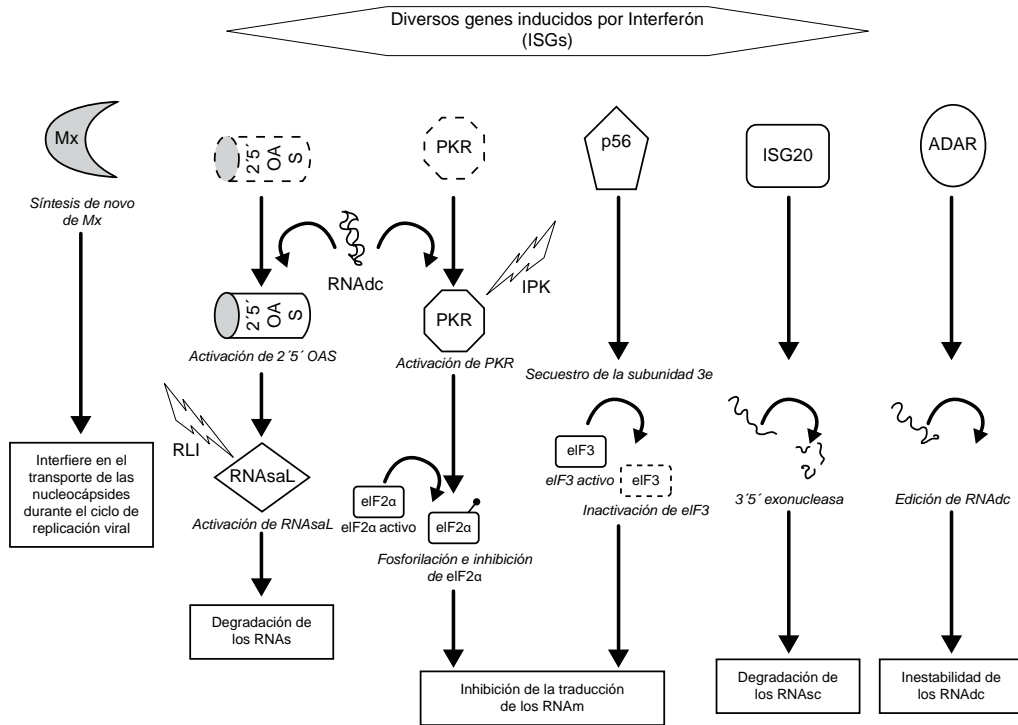 Diversos genes inducidos por Interferón
(ISGs)
Mx
Síntesis de novo
de Mx
Interfiere en el
transporte de las
nucleocápsides
durante el ciclo de
replicación viral
2´5´
OA
S
RNAdc
2´5´
OA
S
Activación de 2´5´ OAS
RLI
RNAsaL
Activación de RNAsaL
Degradación de
los RNAs
PKR
IPK
PKR
Activación de PKR
eIF2α
eIF2α activo
eIF2α
Fosforilación e inhibición
de eIF2α
p56
Secuestro de la subunidad 3e
eIF3
eIF3 activo
eIF3
Inactivación de eIF3
Inhibición de la traducción
de los RNAm
ISG20
3´5´ exonucleasa
Degradación de
los RNAsc
ADAR
Edición de RNAdc
Inestabilidad de
los RNAdc